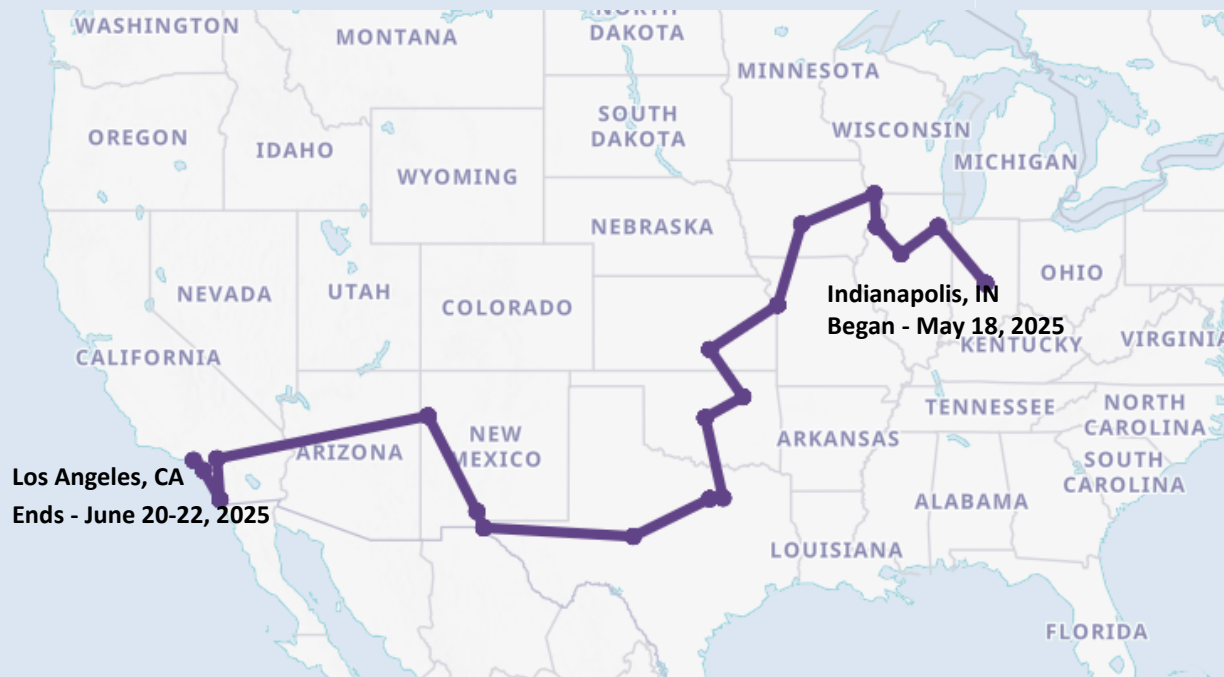 NORTH
DAKOTA
WASHINGTON
MONTANA
MINNESOTA
SOUTH
DAKOTA
OREGON
WISCONSIN
IDAHO
MICHIGAN
WYOMING
NEBRASKA
OHIO
NEVADA
UTAH
COLORADO
Indianapolis, IN
Began - May 18, 2025
CALIFORNIA
KENTUCKY
VIRGINIA
TENNESSEE
NORTH
CAROLINA
NEW
MEXICO
ARIZONA
ARKANSAS
SOUTH
CAROLINA
Los Angeles, CA
Ends - June 20-22, 2025
ALABAMA
LOUISIANA
FLORIDA